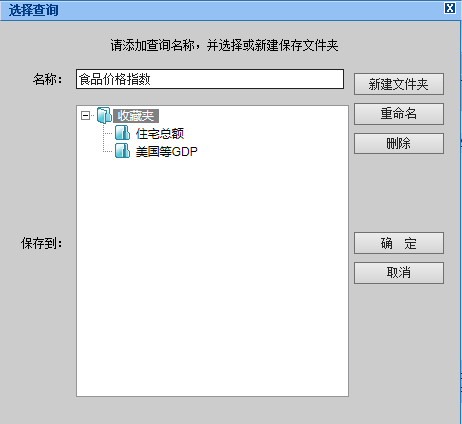 选择查询
请添加查询名称，并选择或新建保存文件夹
名称：
食品价格指数
新建文件夹
重命名
删除
收藏夹
住宅总额
美国等GDP
保存到：
确 定
取消